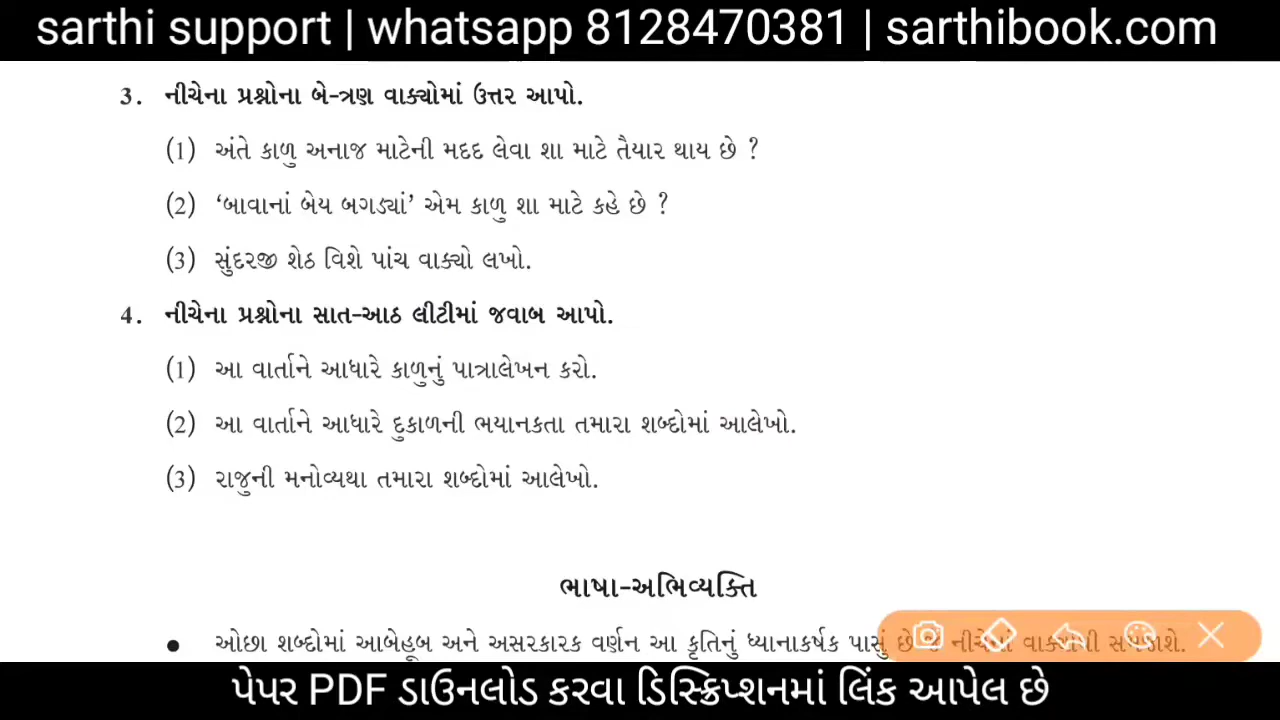 sarthi support | whatsapp 8128470381 | sarthibook.com
3. નીચેના પ્રશ્નોના બે-ત્રણ વાક્યોમાં ઉત્તર આપો.
(1) અંતે કાળુ અનાજ માટેની મદદ લેવા શા માટે તૈયાર થાય છે ?
(2) ‘બાવાનાં બેય બગડ્યાં’ એમ કાળુ શા માટે કહે છે ?
(3) સુંદરજી શેઠ વિશે પાંચ વાક્યો લખો.
4. નીચેના પ્રશ્નોના સાત-આઠ લીટીમાં જવાબ આપો.
(1) આ વાર્તાને આધારે કાળુનું પાત્રાલેખન કરો.
(2) આ વાર્તાને આધારે દુકાળની ભયાનકતા તમારા શબ્દોમાં આલેખો.
(3) રાજુની મનોવ્યથા તમારા શબ્દોમાં આલેખો.
ભાષા-અભિવ્યક્તિ
● ઓછા શબ્દોમાં આબેહૂબ અને અસરકારક વર્ણન આ કૃતિનું ધ્યાનાકર્ષક પાસું છે
પેપર PDF ડાઉનલોડ કરવા ડિસ્ક્રિપ્શનમાં લિંક આપેલ છે